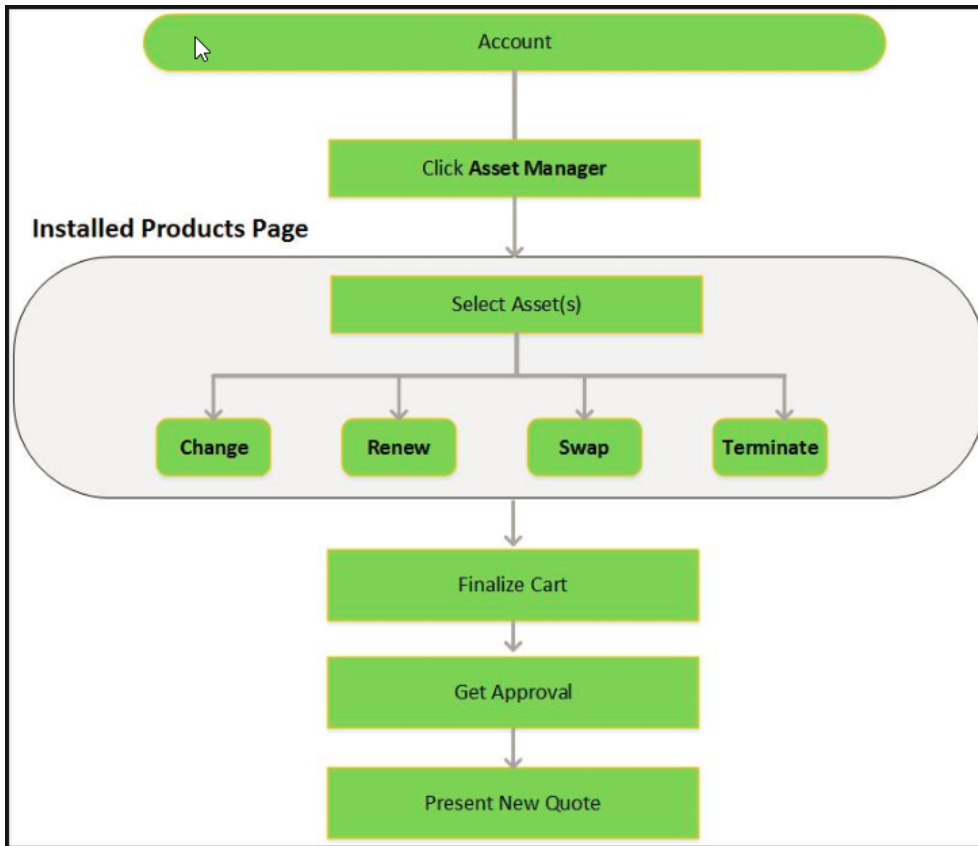 Account
Click Asset Manager
Installed Products Page
Select Asset(s)
Change
Renew
Swap
Terminate
Finalize Cart
Get Approval
Present New Quote